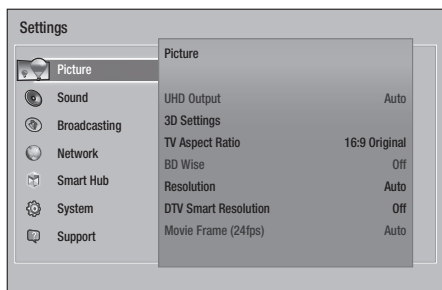 Settings
Picture
Sound
Broadcasting
Network
Smart Hub
System
Support
Picture
UHD Output Auto
3D Settings
TV Aspect Ratio 16:9 Original
BD Wise Off
Resolution Auto
DTV Smart Resolution Off
Movie Frame (24fps) Auto